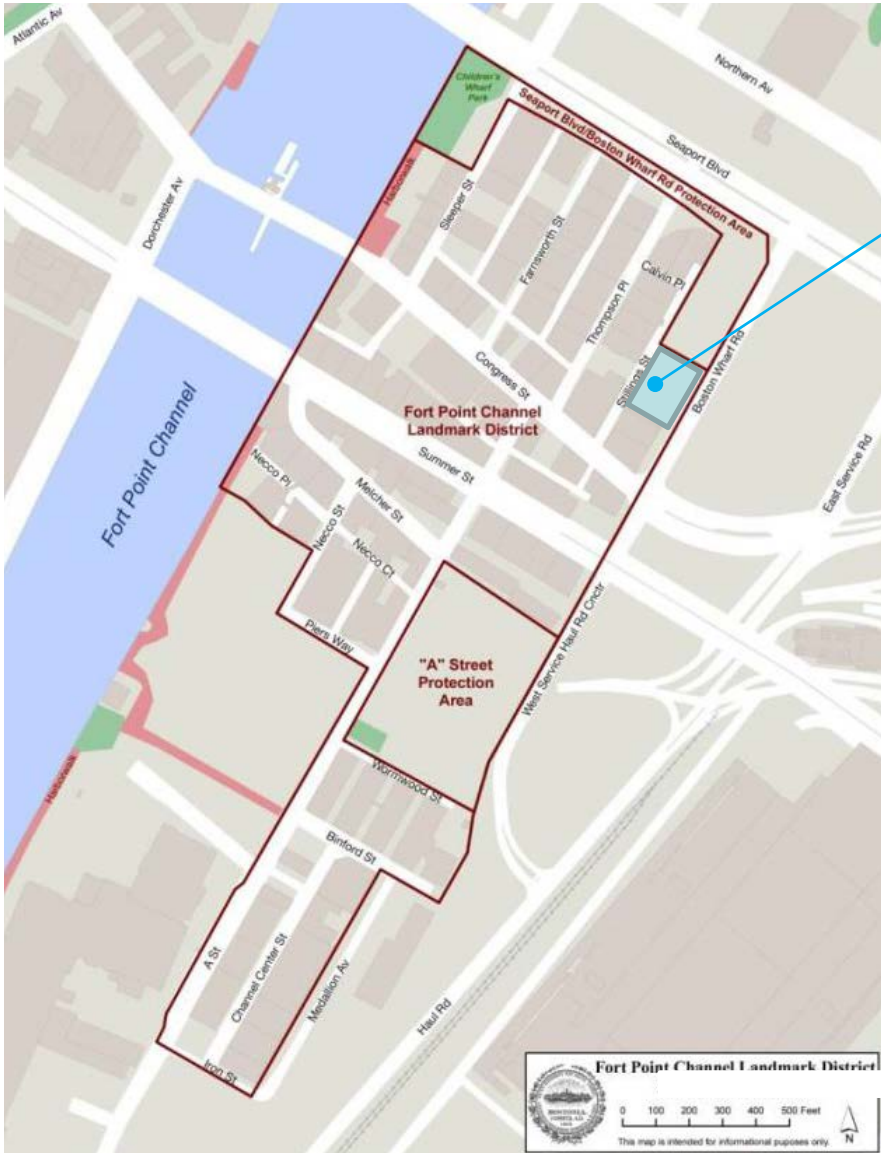 Atlantic Av
Northern Av
Children's
Wharf
Park
Seaport Blvd/Boston Wharf Rd Protection Area
Seaport Blvd
Dorchester Av
Harborwalk
Sleeper St
Farnsworth St
Calvin Pl
Thompson Pl
Stillings St
Boston Wharf Rd
Congress St
Fort Point Channel
Fort Point Channel
Landmark District
Summer St
East Service Rd
Necco Pl
Necco St
Melcher St
Necco Ct
Piers Way
"A" Street
Protection
Area
West Service Haul Rd Cnctr
Harborwalk
Wormwood St
Binford St
A St
Channel Center St
Medallion Av
Haul Rd
Iron St
Fort Point Channel Landmark District
0 100 200 300 400 500 Feet
N
This map is intended for informational puposes only.